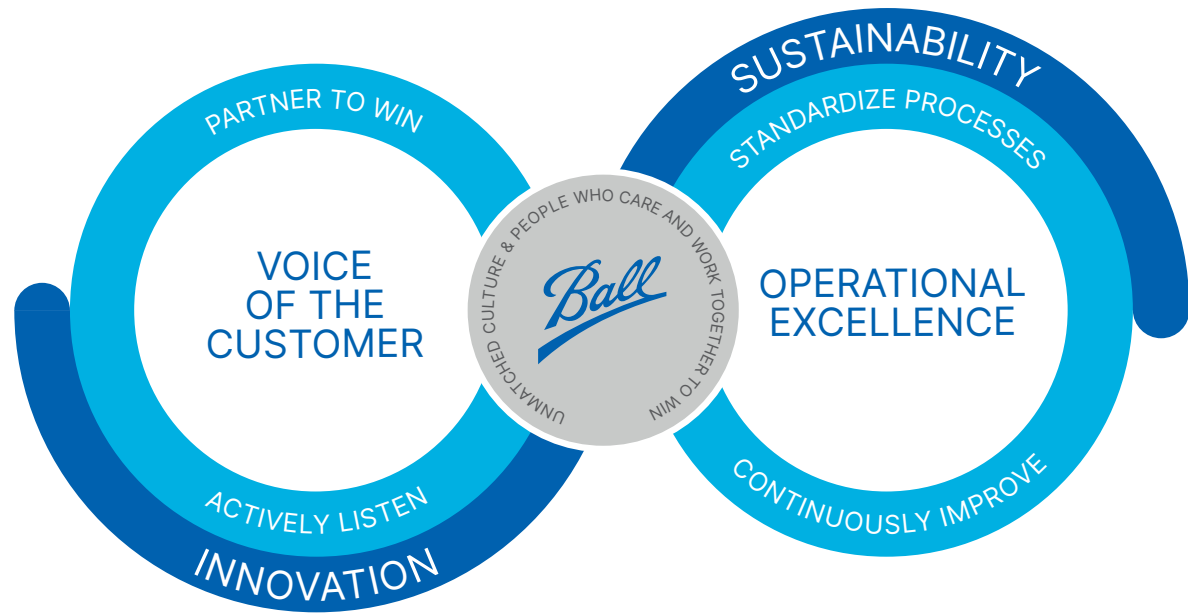 PARTNER TO WIN
VOICE
OF THE
CUSTOMER
ACTIVELY LISTEN
INNOVATION
UNMATCHED CULTURE & PEOPLE WHO CARE AND WORK TOGETHER TO WIN
Ball
SUSTAINABILITY
STANDARDIZE PROCESSES
OPERATIONAL
EXCELLENCE
CONTINUOUSLY IMPROVE